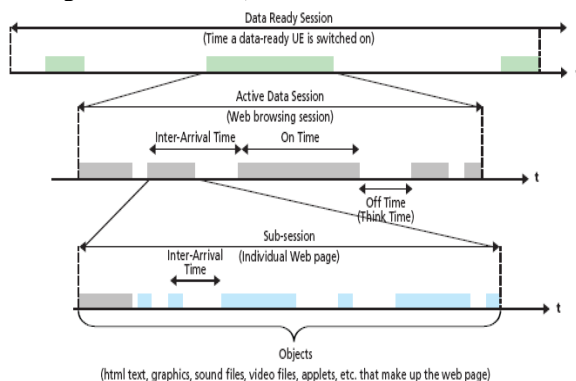 Data Ready Session
(Time a data-ready UE is switched on)
Active Data Session
(Web browsing session)
Inter-Arrival Time
On Time
t
Off Time
(Think Time)
Sub-session
(Individual Web page)
Inter-Arrival
Time
t
Objects
(html text, graphics, sound files, video files, applets, etc. that make up the web page)